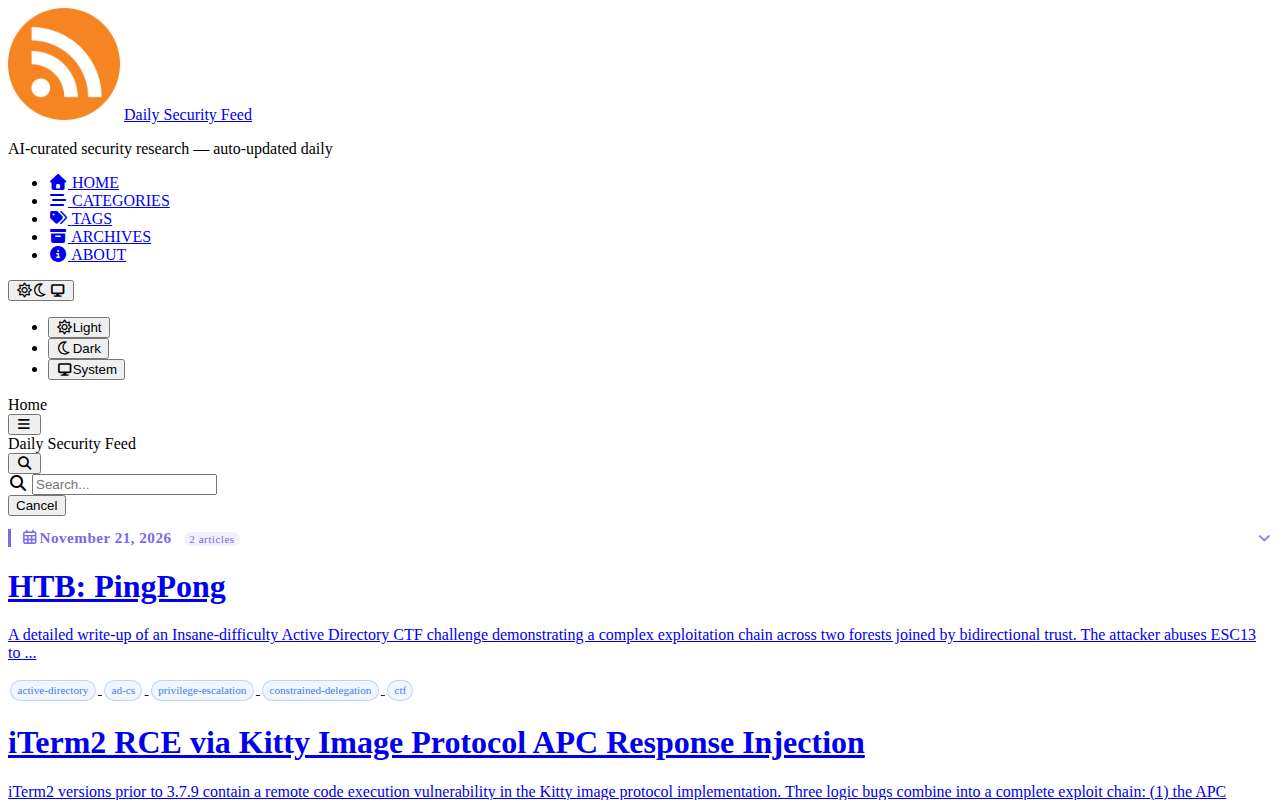 Daily Security Feed
AI-curated security research — auto-updated daily
HOME
CATEGORIES
TAGS
ARCHIVES
ABOUT
Light
Dark
System
Home
Daily Security Feed
Search...
Cancel
November 21, 2026 2 articles
HTB: PingPong
A detailed write-up of an Insane-difficulty Active Directory CTF challenge demonstrating a complex exploitation chain across two forests joined by bidirectional trust. The attacker abuses ESC13
to ...
active-directory ad-cs privilege-escalation constrained-delegation ctf
iTerm2 RCE via Kitty Image Protocol APC Response Injection
iTerm2 versions prior to 3.7.9 contain a remote code execution vulnerability in the Kitty image protocol implementation. Three logic bugs combine into a complete exploit chain: (1) the APC